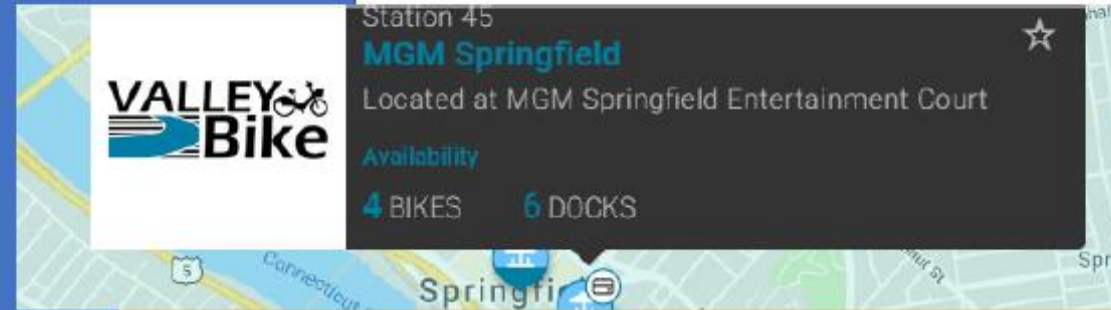 Station 45
MGM Springfield
Located at MGM Springfield Entertainment Court
VALLEY
Bike
Availability
4 BIKES 6 DOCKS
5
Connecticut
Springfi
Spr